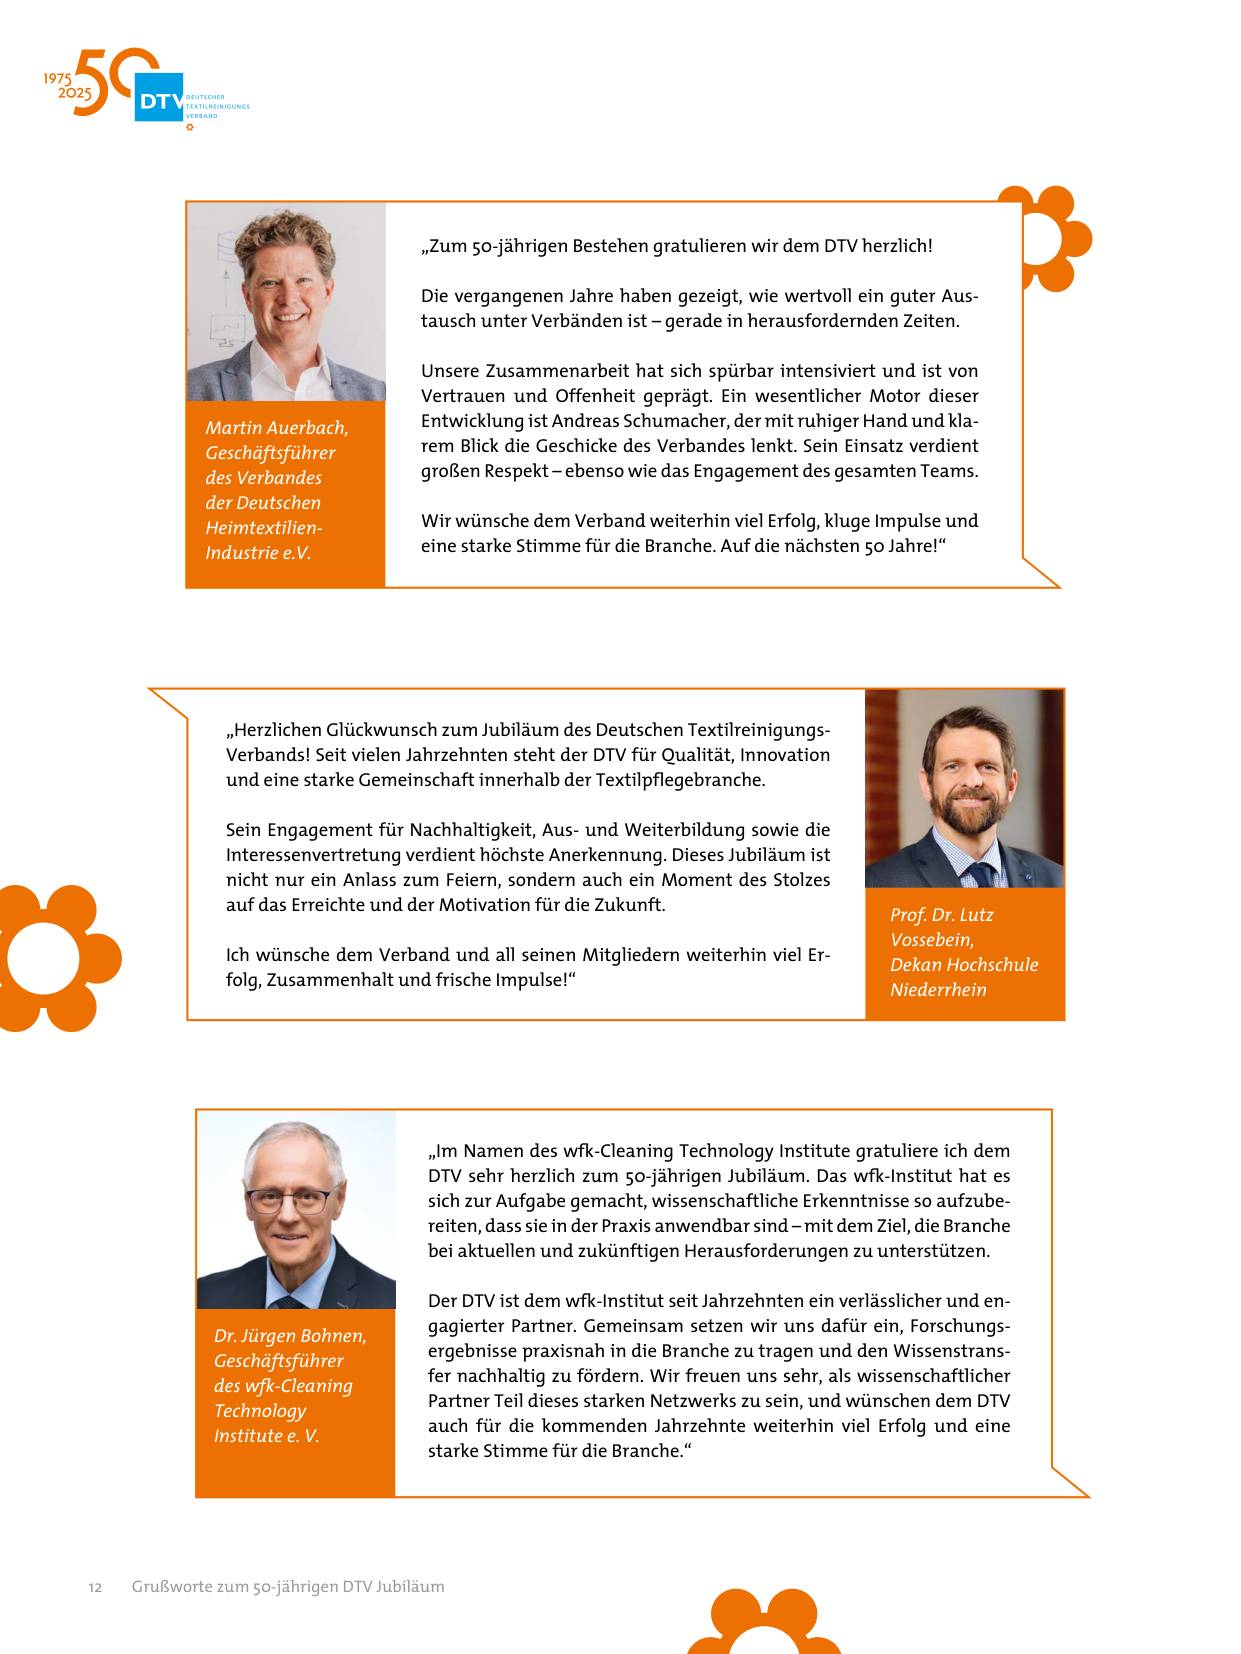 1975
2025
50
DTV
DEUTSCHER
TEXTILREINIGUNGS
VERBAND
„Zum 50-jährigen Bestehen gratulieren wir dem DTV herzlich!
Die vergangenen Jahre haben gezeigt, wie wertvoll ein guter Aus-
tausch unter Verbänden ist – gerade in herausfordernden Zeiten.
Unsere Zusammenarbeit hat sich spürbar intensiviert und ist von
Vertrauen und Offenheit geprägt. Ein wesentlicher Motor dieser
Entwicklung ist Andreas Schumacher, der mit ruhiger Hand und kla-
rem Blick die Geschicke des Verbandes lenkt. Sein Einsatz verdient
großen Respekt – ebenso wie das Engagement des gesamten Teams.
Wir wünsche dem Verband weiterhin viel Erfolg, kluge Impulse und
eine starke Stimme für die Branche. Auf die nächsten 50 Jahre!“
Martin Auerbach,
Geschäftsführer
des Verbandes
der Deutschen
Heimtextilien-
Industrie e.V.
„Herzlichen Glückwunsch zum Jubiläum des Deutschen Textilreinigungs-
Verbands! Seit vielen Jahrzehnten steht der DTV für Qualität, Innovation
und eine starke Gemeinschaft innerhalb der Textilpflegebranche.
Sein Engagement für Nachhaltigkeit, Aus- und Weiterbildung sowie die
Interessenvertretung verdient höchste Anerkennung. Dieses Jubiläum ist
nicht nur ein Anlass zum Feiern, sondern auch ein Moment des Stolzes
auf das Erreichte und der Motivation für die Zukunft.
Ich wünsche dem Verband und all seinen Mitgliedern weiterhin viel Er-
folg, Zusammenhalt und frische Impulse!“
Prof. Dr. Lutz
Vossebein,
Dekan Hochschule
Niederrhein
„Im Namen des wfk-Cleaning Technology Institute gratuliere ich dem
DTV sehr herzlich zum 50-jährigen Jubiläum. Das wfk-Institut hat es
sich zur Aufgabe gemacht, wissenschaftliche Erkenntnisse so aufzube-
reiten, dass sie in der Praxis anwendbar sind – mit dem Ziel, die Branche
bei aktuellen und zukünftigen Herausforderungen zu unterstützen.
Der DTV ist dem wfk-Institut seit Jahrzehnten ein verlässlicher und en-
gagierter Partner. Gemeinsam setzen wir uns dafür ein, Forschungs-
ergebnisse praxisnah in die Branche zu tragen und den Wissenstrans-
fer nachhaltig zu fördern. Wir freuen uns sehr, als wissenschaftlicher
Partner Teil dieses starken Netzwerks zu sein, und wünschen dem DTV
auch für die kommenden Jahrzehnte weiterhin viel Erfolg und eine
starke Stimme für die Branche.“
Dr. Jürgen Bohnen,
Geschäftsführer
des wfk-Cleaning
Technology
Institute e. V.
12 Grußworte zum 50-jährigen DTV Jubiläum